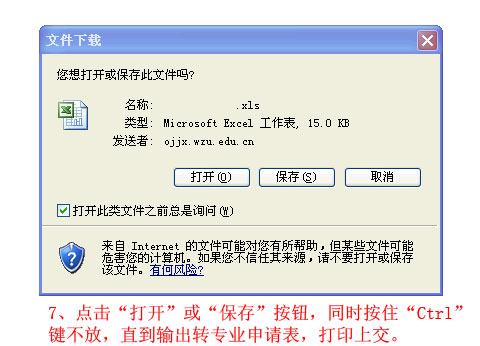 文件下载
您想打开或保存此文件吗?
名称: .xls
类型: Microsoft Excel 工作表, 15.0 KB
发送者: ojjx.wzu.edu.cn
打开(O) 保存(S) 取消
打开此类文件之前总是询问(W)
来自 Internet 的文件可能对您有所帮助，但某些文件可能
危害您的计算机。如果您不信任其来源，请不要打开或保存
该文件。有何风险?
7、点击“打开”或“保存”按钮，同时按住“Ctrl”
键不放，直到输出转专业申请表，打印上交。